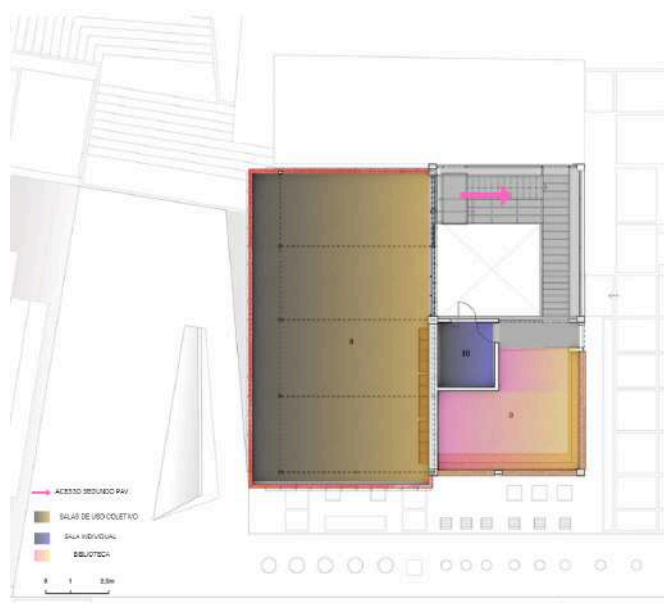 8
10
9
ACESSO SEGUNDO PAV
SALAS DE USO COLETIVO
SALA INDIVIDUAL
BIBLIOTECA
0 1 2,5m